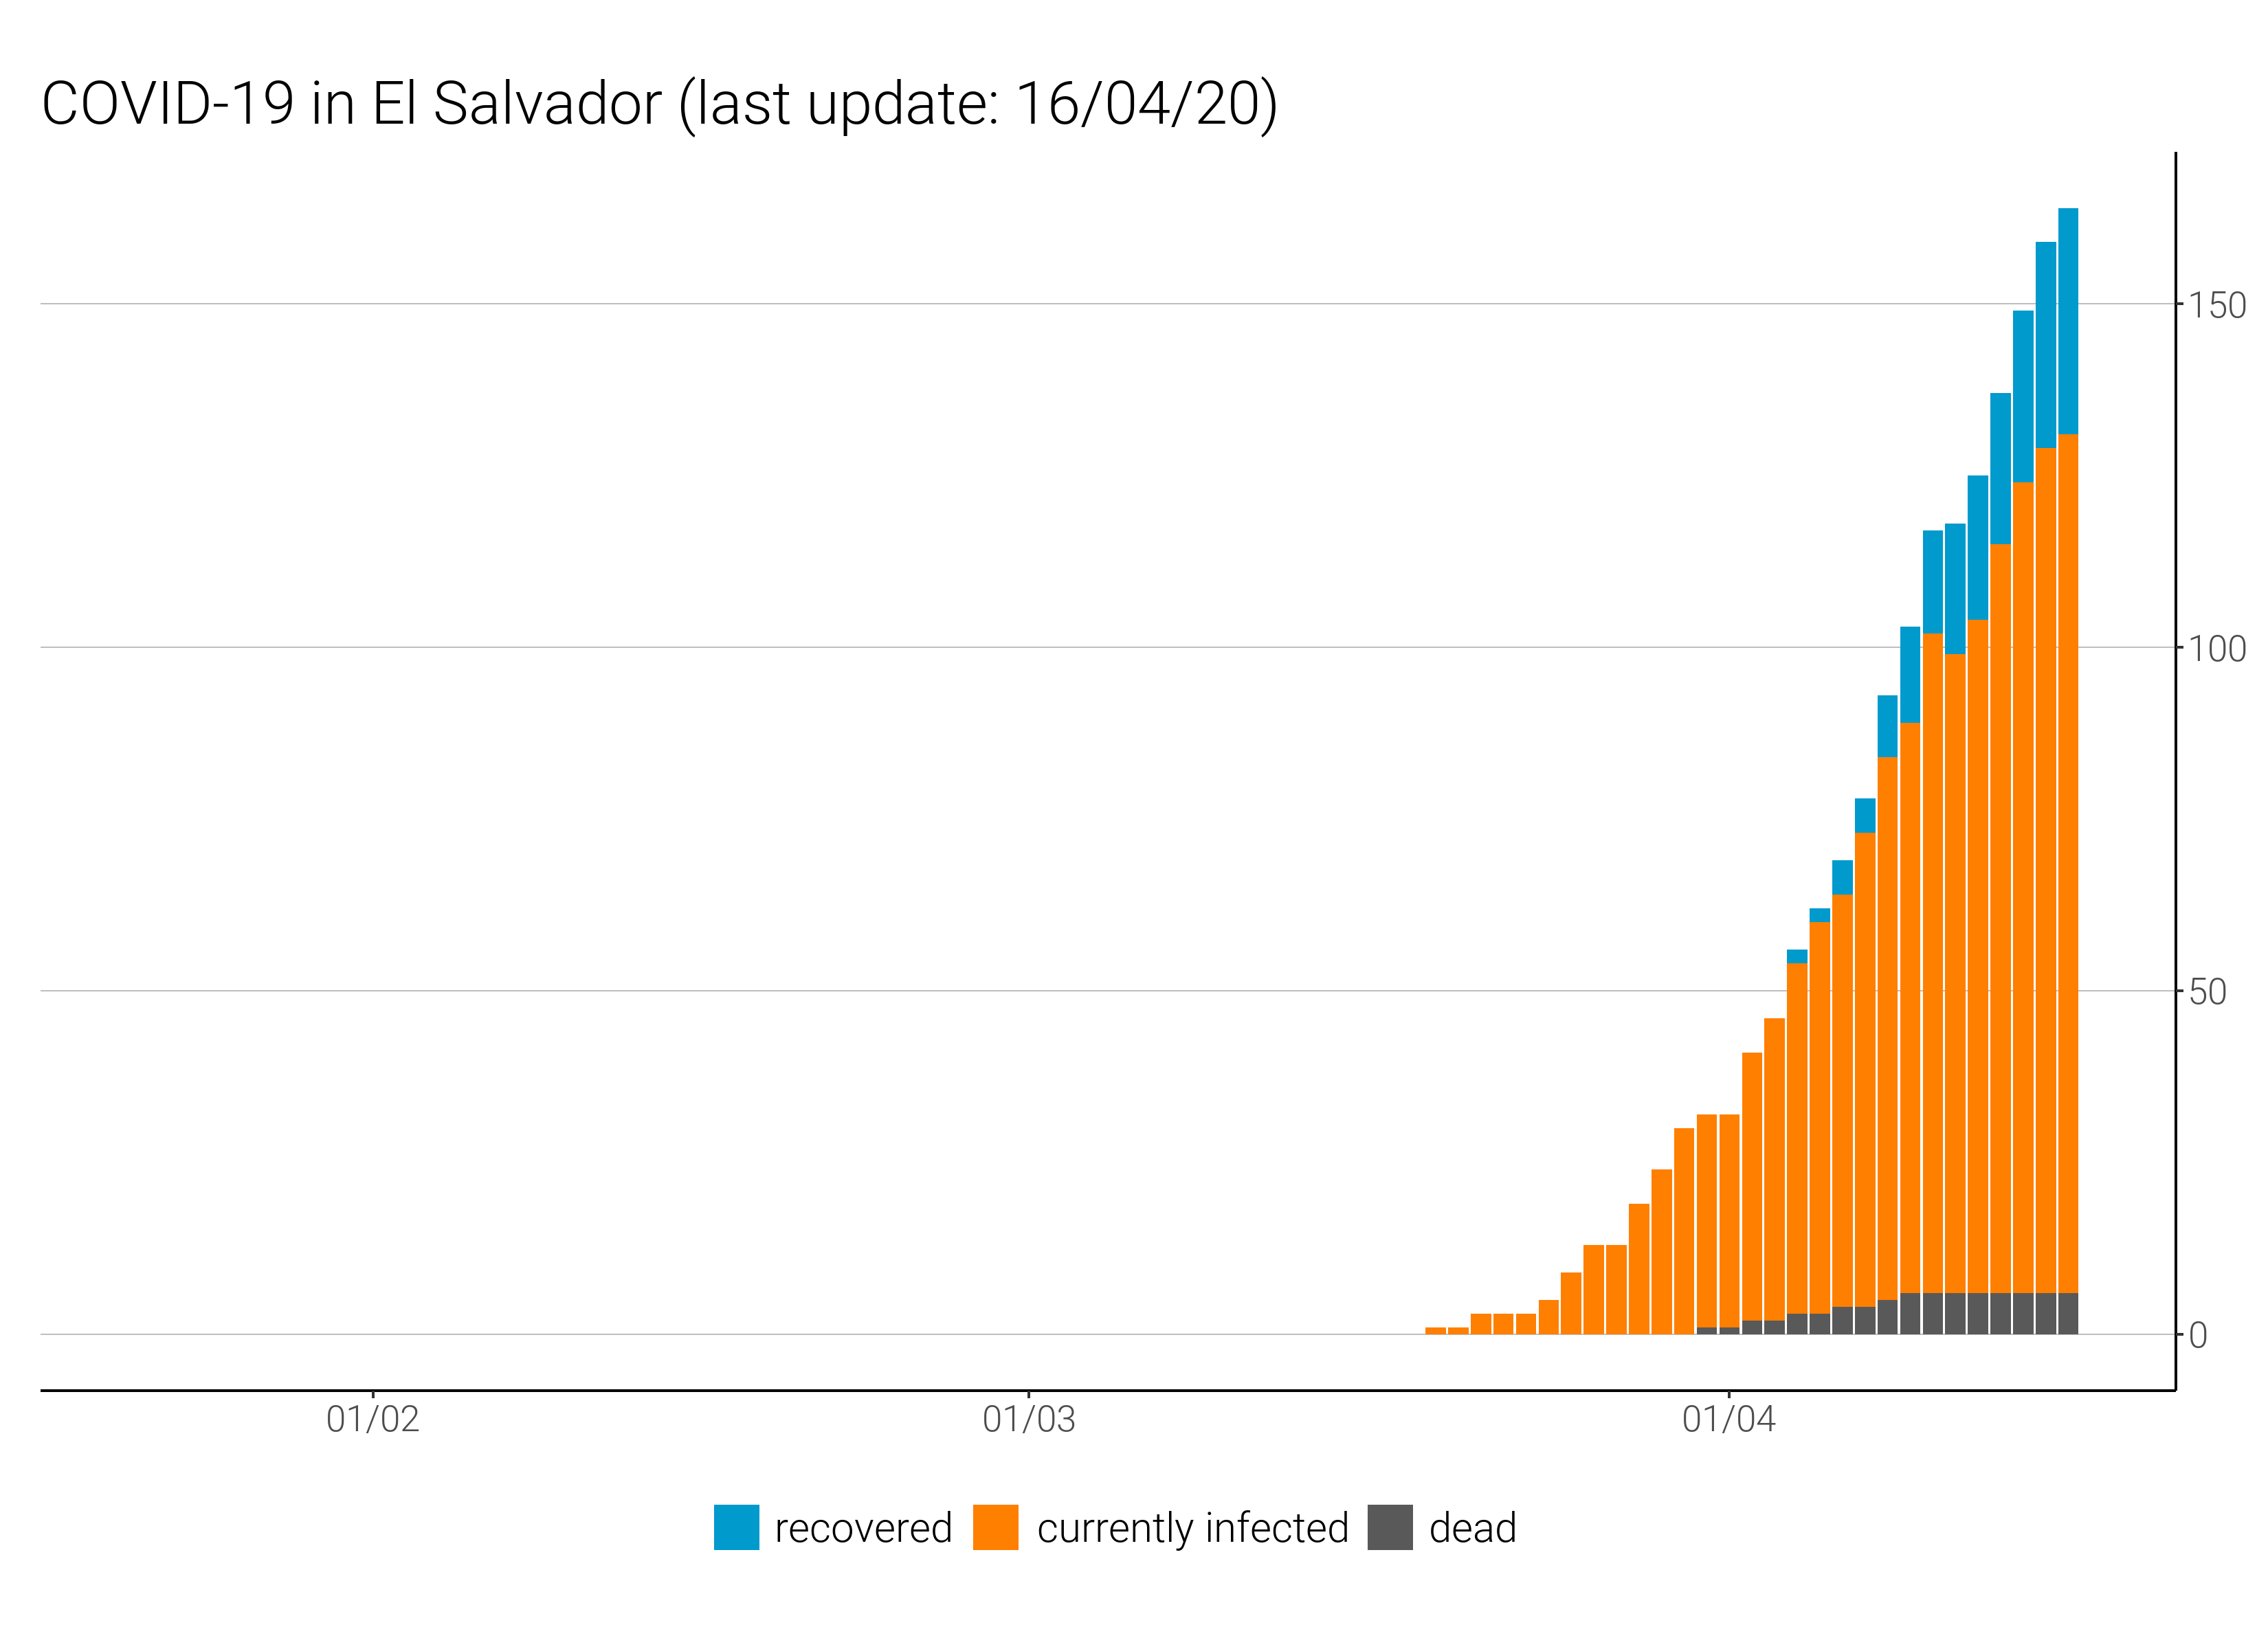 COVID-19 in El Salvador (last update: 16/04/20)
150
100
50
0
01/02 01/03 01/04
recovered currently infected dead